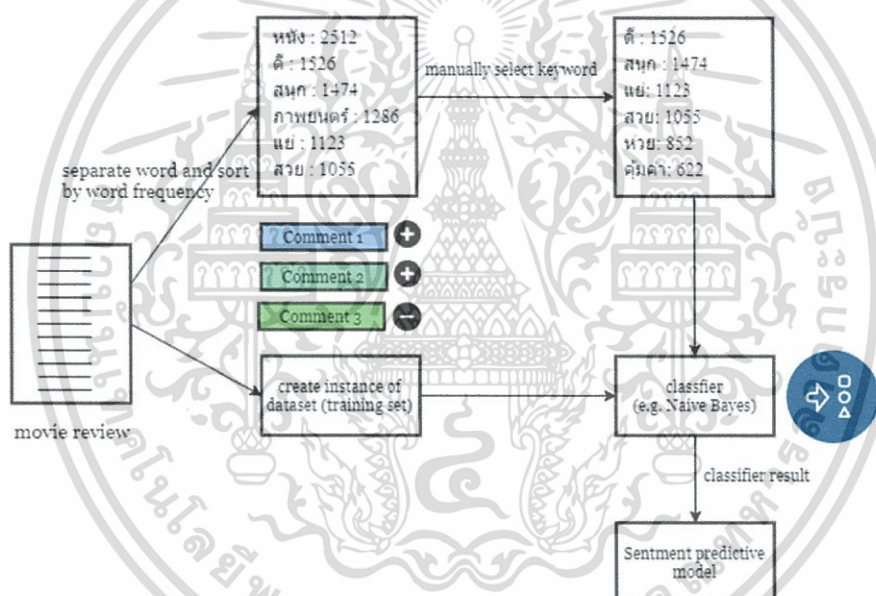 หนัง : 2512
ดี : 1526
สนุก : 1474
ภาพยนตร์ : 1286
แย่ : 1123
สวย : 1055
manually select keyword
ดี : 1526
สนุก : 1474
แย่: 1123
สวย: 1055
ห่วย: 852
คุ้มค่า: 622
separate word and sort
by word frequency
Comment 1
Comment 2
Comment 3
movie review
create instance of
dataset (training set)
classfier
(e.g. Naive Bayes)
classifier result
Sentment predictive
model